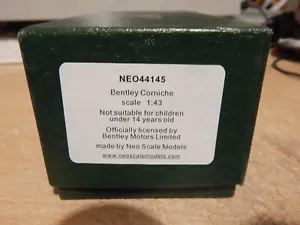 NEO44145
Bentley Corniche
scale 1:43
Not suitable for children
under 14 years old
Officially licensed by
Bentley Motors Limited
made by Neo Scale Models
www.neoscalemodels.com